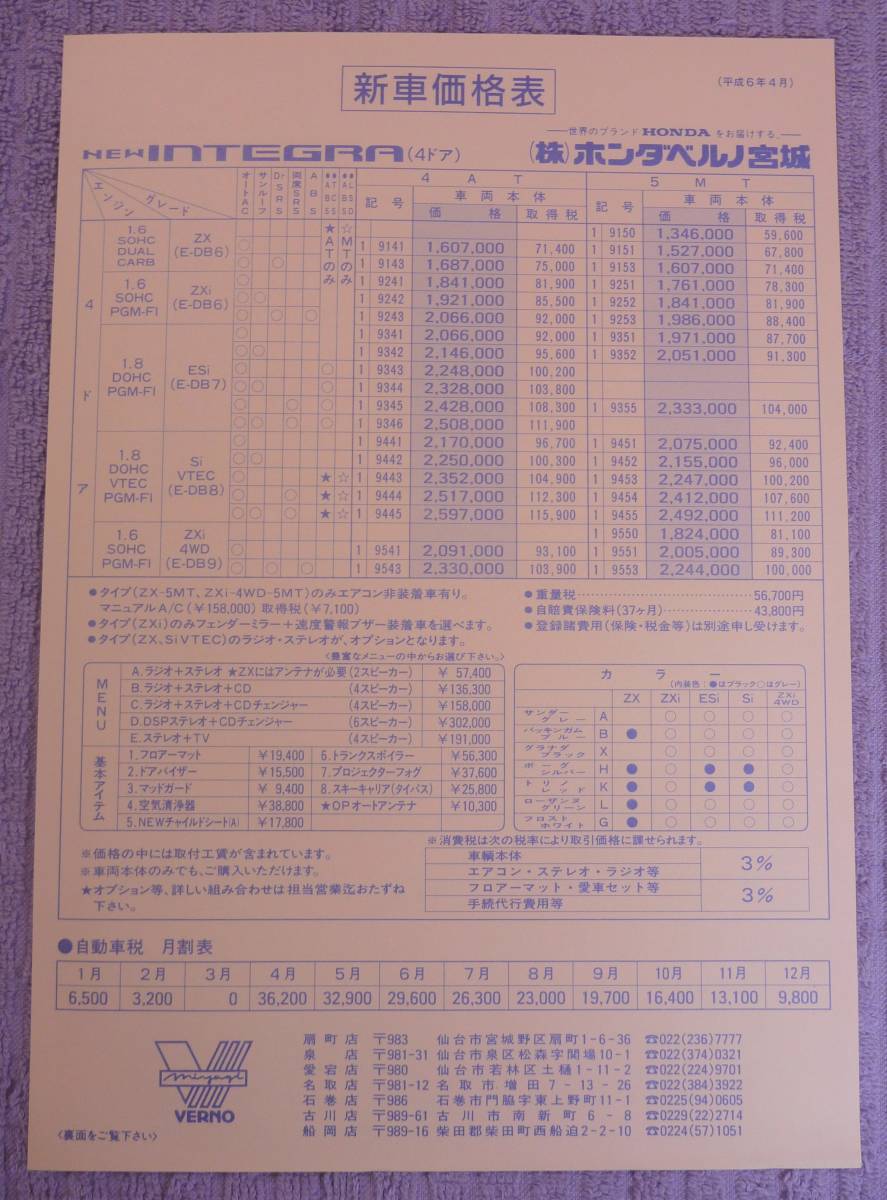 新車価格表
(平成6年4月)
世界のブランド HONDA をお届けする。
NEW INTEGRA (4ドア)
(株)ホンダベルノ宮城
エンジン グレード オートAC サンルーフ Dr SRS 両席SRS ABS
4AT 5MT
記号 車両本体 価格 取得税 記号 車両本体 価格 取得税
★ATのみ ☆MTのみ
4ドア
1.6 SOHC DUAL CARB ZX (E-DB6)
1 9150 1,346,000 59,600
○ 1 9141 1,607,000 71,400 1 9151 1,527,000 67,800
○ ○ 1 9143 1,687,000 75,000 1 9153 1,607,000 71,400
1.6 SOHC PGM-FI ZXi (E-DB6)
○ 1 9241 1,841,000 81,900 1 9251 1,761,000 78,300
○ ○ 1 9242 1,921,000 85,500 1 9252 1,841,000 81,900
○ ○ ○ 1 9243 2,066,000 92,000 1 9253 1,986,000 88,400
1.8 DOHC PGM-FI ESi (E-DB7)
○ 1 9341 2,066,000 92,000 1 9351 1,971,000 87,700
○ ○ 1 9342 2,146,000 95,600 1 9352 2,051,000 91,300
○ ○ 1 9343 2,248,000 100,200
○ ○ ○ 1 9344 2,328,000 103,800
○ ○ ○ 1 9345 2,428,000 108,300 1 9355 2,333,000 104,000
○ ○ ○ ○ 1 9346 2,508,000 111,900
1.8 DOHC VTEC PGM-FI Si VTEC (E-DB8)
○ 1 9441 2,170,000 96,700 1 9451 2,075,000 92,400
○ ○ 1 9442 2,250,000 100,300 1 9452 2,155,000 96,000
○ ★ ☆ 1 9443 2,352,000 104,900 1 9453 2,247,000 100,200
○ ○ ★ ☆ 1 9444 2,517,000 112,300 1 9454 2,412,000 107,600
○ ○ ○ ★ ☆ 1 9445 2,597,000 115,900 1 9455 2,492,000 111,200
1.6 SOHC PGM-FI ZXi 4WD (E-DB9)
1 9550 1,824,000 81,100
○ 1 9541 2,091,000 93,100 1 9551 2,005,000 89,300
○ ○ ○ 1 9543 2,330,000 103,900 1 9553 2,244,000 100,000
●タイプ(ZX-5MT、ZXi-4WD-5MT)のみエアコン非装着車有り。
マニュアルA/C(¥158,000)取得税(¥7,100)
●タイプ(ZXi)のみフェンダーミラー+速度警報ブザー装着車を選べます。
●タイプ(ZX、SiVTEC)のラジオ・ステレオが、オプションとなります。
●重量税 56,700円
●自賠責保険料(37ヶ月) 43,800円
●登録諸費用(保険・税金等)は別途申し受けます。
〈豊富なメニューの中からお選び下さい。〉
MENU
A.ラジオ+ステレオ ★ZXにはアンテナが必要(2スピーカー) ¥ 57,400
B.ラジオ+ステレオ+CD (4スピーカー) ¥136,300
C.ラジオ+ステレオ+CDチェンジャー (4スピーカー) ¥158,000
D.DSPステレオ+CDチェンジャー (6スピーカー) ¥302,000
E.ステレオ+TV (4スピーカー) ¥191,000
基本アイテム
1.フロアーマット ¥19,400 6.トランクスポイラー ¥56,300
2.ドアバイザー ¥15,500 7.プロジェクターフォグ ¥37,600
3.マッドガード ¥ 9,400 8.スキーキャリア(タイバス) ¥25,800
4.空気清浄器 ¥38,800 ★OPオートアンテナ ¥10,300
5.NEWチャイルドシート(A) ¥17,800
カラー
(内装色:●はブラック○はグレー)
ZX ZXi ESi Si ZXi 4WD
サンダーグレー A ○ ○ ○ ○
バッキンガムブルー B ● ○ ○ ○ ○
グラナダブラック X ○ ○ ○ ○
ボーグシルバー H ● ○ ● ● ○
トリノレッド K ● ○ ● ● ○
ローザンヌグリーン L ● ○ ○ ○ ○
フロストホワイト G ● ○ ○ ○ ○
※消費税は次の税率により取引価格に課せられます。
車輌本体
エアコン・ステレオ・ラジオ等 3%
フロアーマット・愛車セット等
手続代行費用等 3%
※価格の中には取付工賃が含まれています。
※車両本体のみでも、ご購入いただけます。
★オプション等、詳しい組み合わせは担当営業迄おたずね
下さい。
●自動車税 月割表
1月 2月 3月 4月 5月 6月 7月 8月 9月 10月 11月 12月
6,500 3,200 0 36,200 32,900 29,600 26,300 23,000 19,700 16,400 13,100 9,800
miyagi
VERNO
扇町店 〒983 仙台市宮城野区扇町1-6-36 ☎022(236)7777
泉店 〒981-31 仙台市泉区松森字関場10-1 ☎022(374)0321
愛宕店 〒980 仙台市若林区土樋1-11-2 ☎022(224)9701
名取店 〒981-12 名取市増田7-13-26 ☎022(384)3922
石巻店 〒986 石巻市門脇字東上野町11-1 ☎0225(94)0605
古川店 〒989-61 古川市南新町6-8 ☎0229(22)2714
船岡店 〒989-16 柴田郡柴田町西船迫2-2-10 ☎0224(57)1051
〈裏面をご覧下さい〉